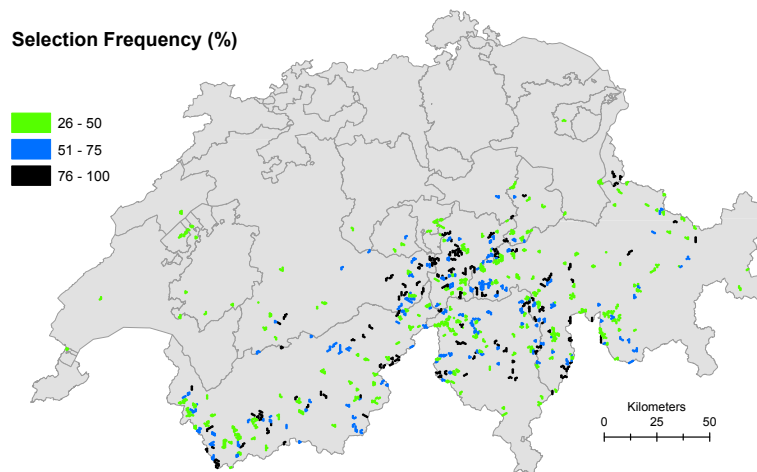 Selection Frequency (%)
26 - 50
51 - 75
76 - 100
Kilometers
0 25 50